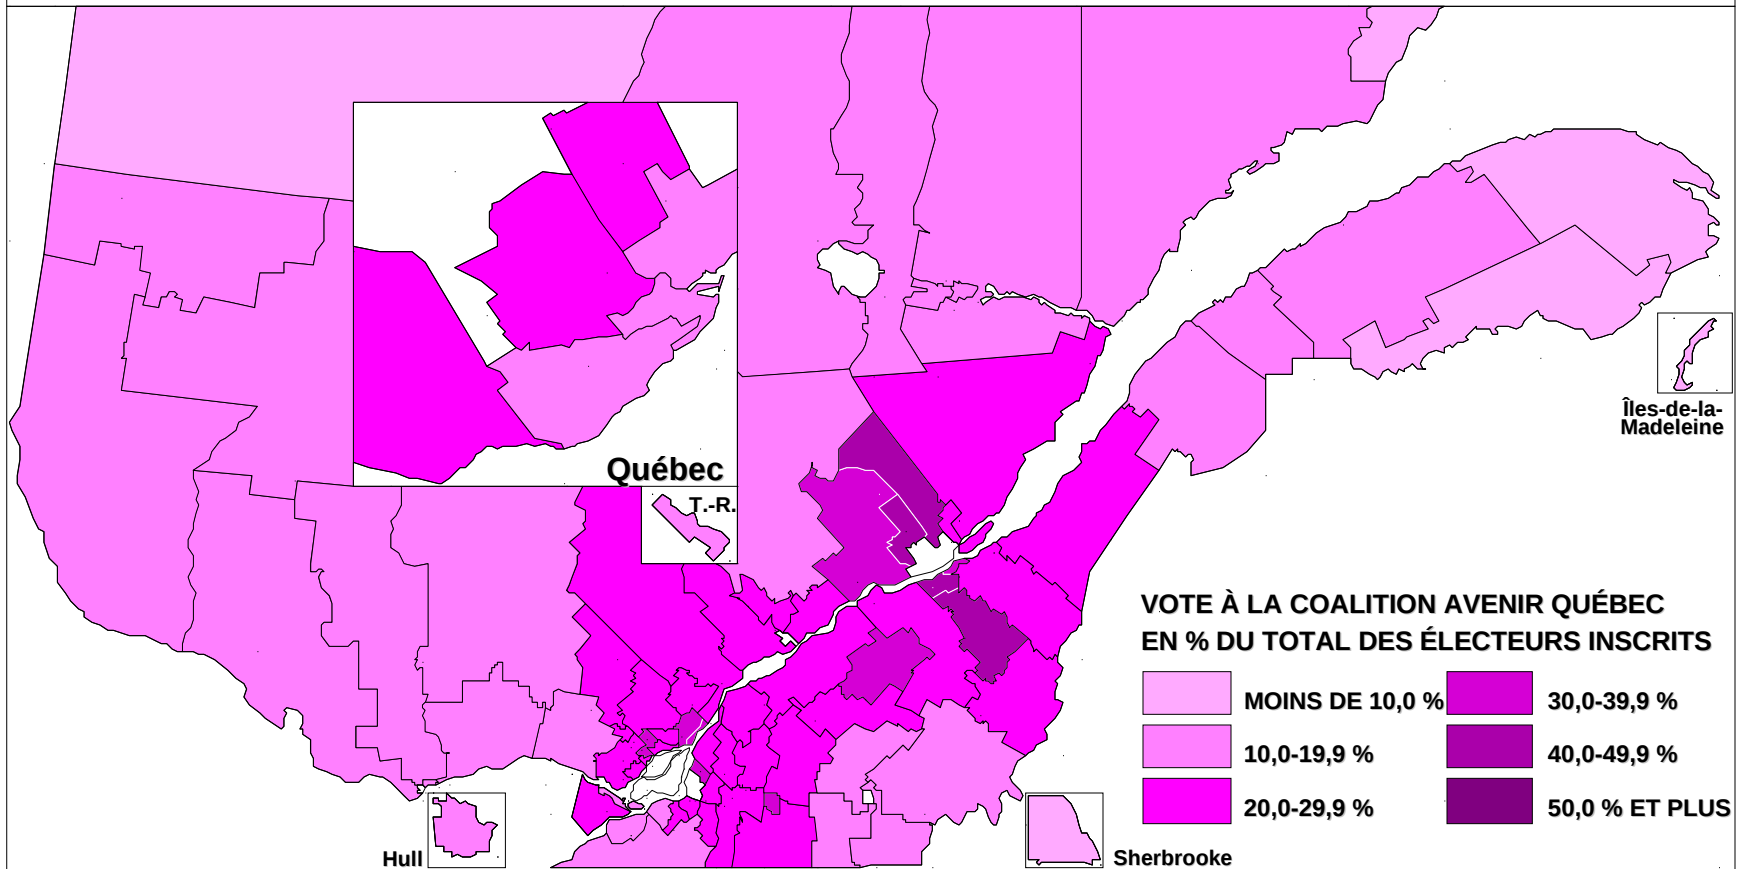 Québec
T.-R.
Îles-de-la-
Madeleine
VOTE À LA COALITION AVENIR QUÉBEC
EN % DU TOTAL DES ÉLECTEURS INSCRITS
MOINS DE 10,0 %
30,0-39,9 %
10,0-19,9 %
40,0-49,9 %
20,0-29,9 %
50,0 % ET PLUS
Hull
Sherbrooke